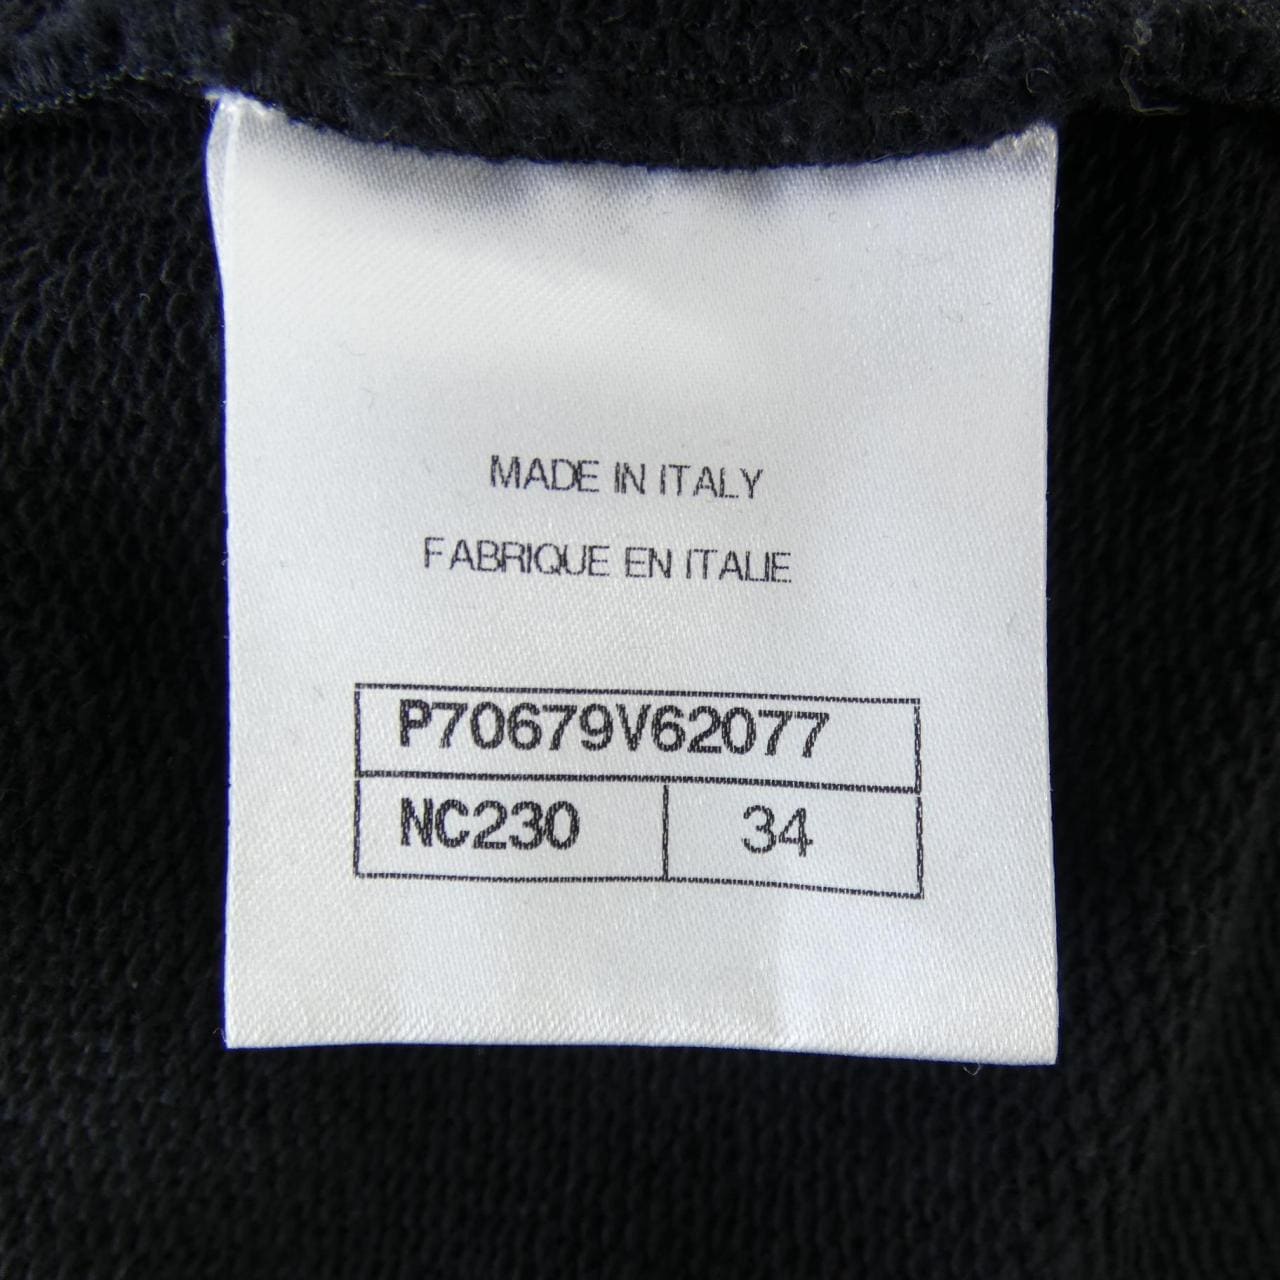 MADE IN ITALY
FABRIQUE EN ITALIE
P70679V62077
NC230 34